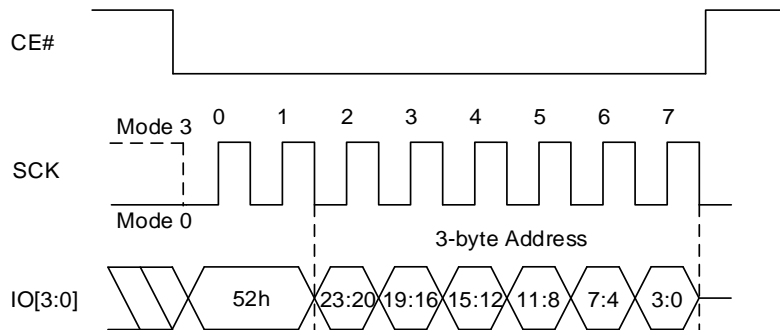 CE#
Mode 3
0 1 2 3 4 5 6 7
SCK
Mode 0
3-byte Address
IO[3:0]
52h 23:20 19:16 15:12 11:8 7:4 3:0